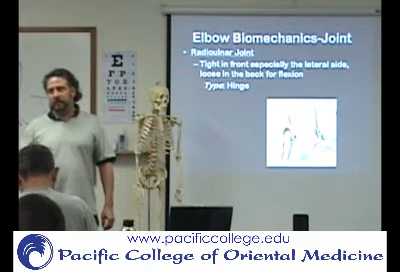 Elbow Biomechanics-Joint
• Radioulnar Joint
– Tight in front especially the lateral side,
loose in the back for flexion
Type: Hinge
E
F P
T O Z
www.pacificcollege.edu
Pacific College of Oriental Medicine